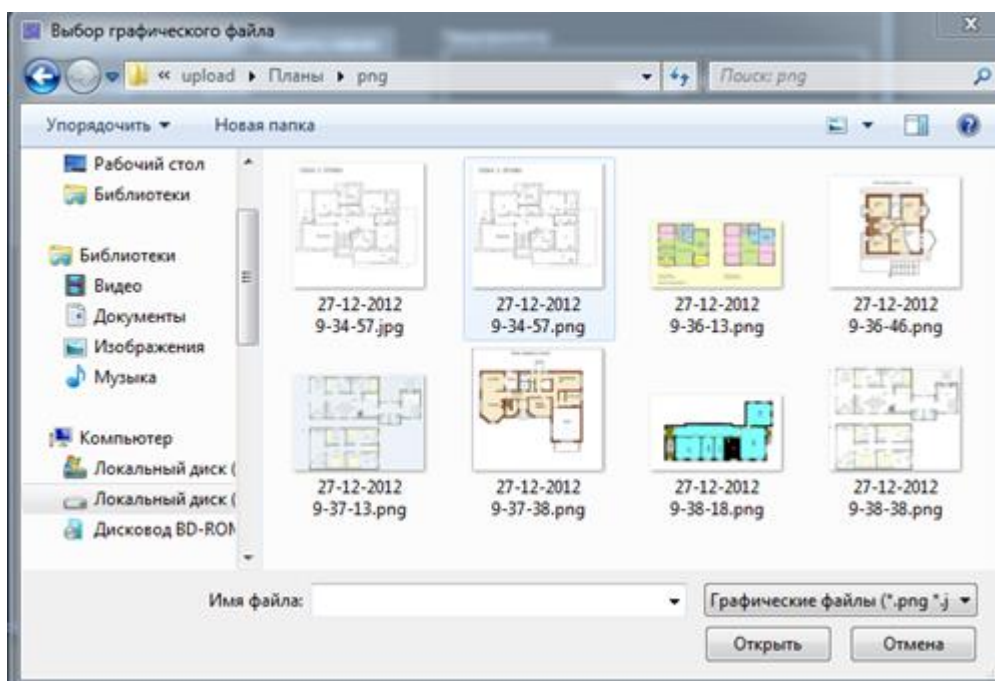 Выбор графического файла
« upload ▸ Планы ▸ png
Поиск: png
Упорядочить
Новая папка
Рабочий стол
Библиотеки
Библиотеки
Видео
Документы
Изображения
Музыка
Компьютер
Локальный диск (
Локальный диск (
Дисковод BD-ROM
27-12-2012
9-34-57.jpg
27-12-2012
9-34-57.png
27-12-2012
9-36-13.png
27-12-2012
9-36-46.png
27-12-2012
9-37-13.png
27-12-2012
9-37-38.png
27-12-2012
9-38-18.png
27-12-2012
9-38-38.png
Имя файла:
Графические файлы (*.png *.j
Открыть
Отмена